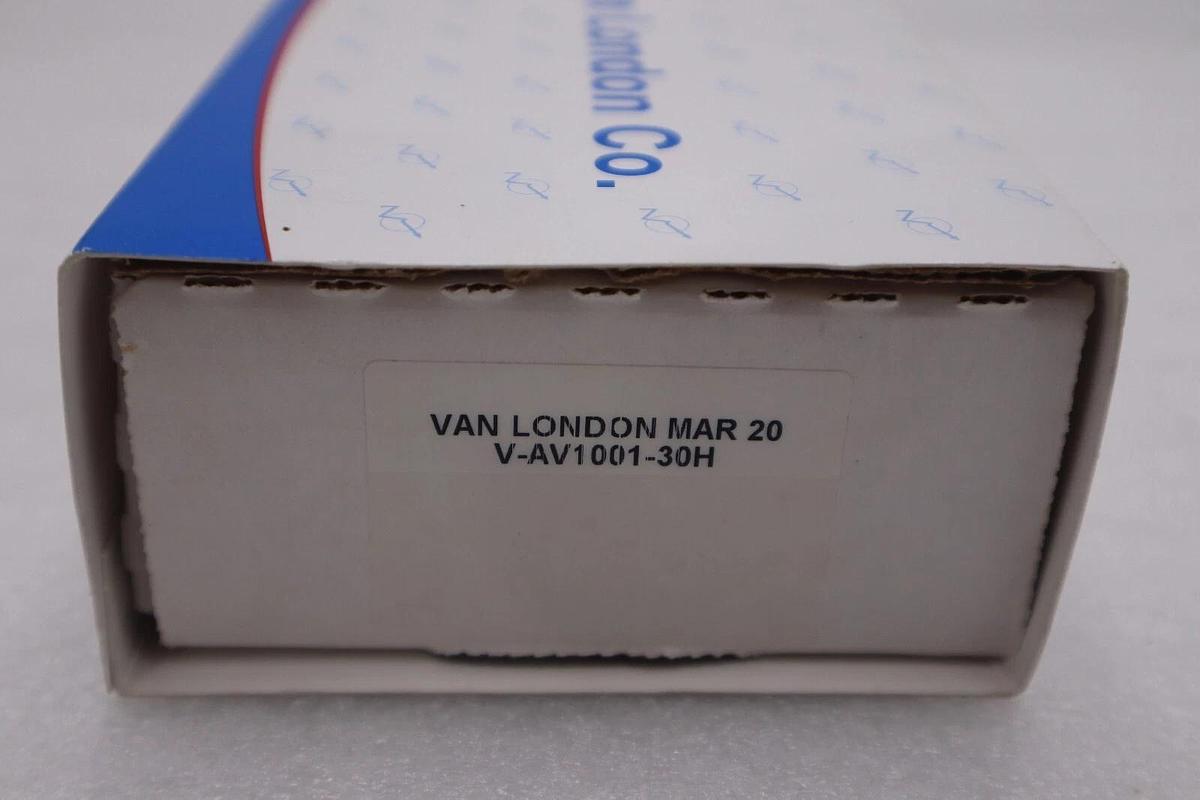 London Co.
VAN LONDON MAR 20
V-AV1001-30H